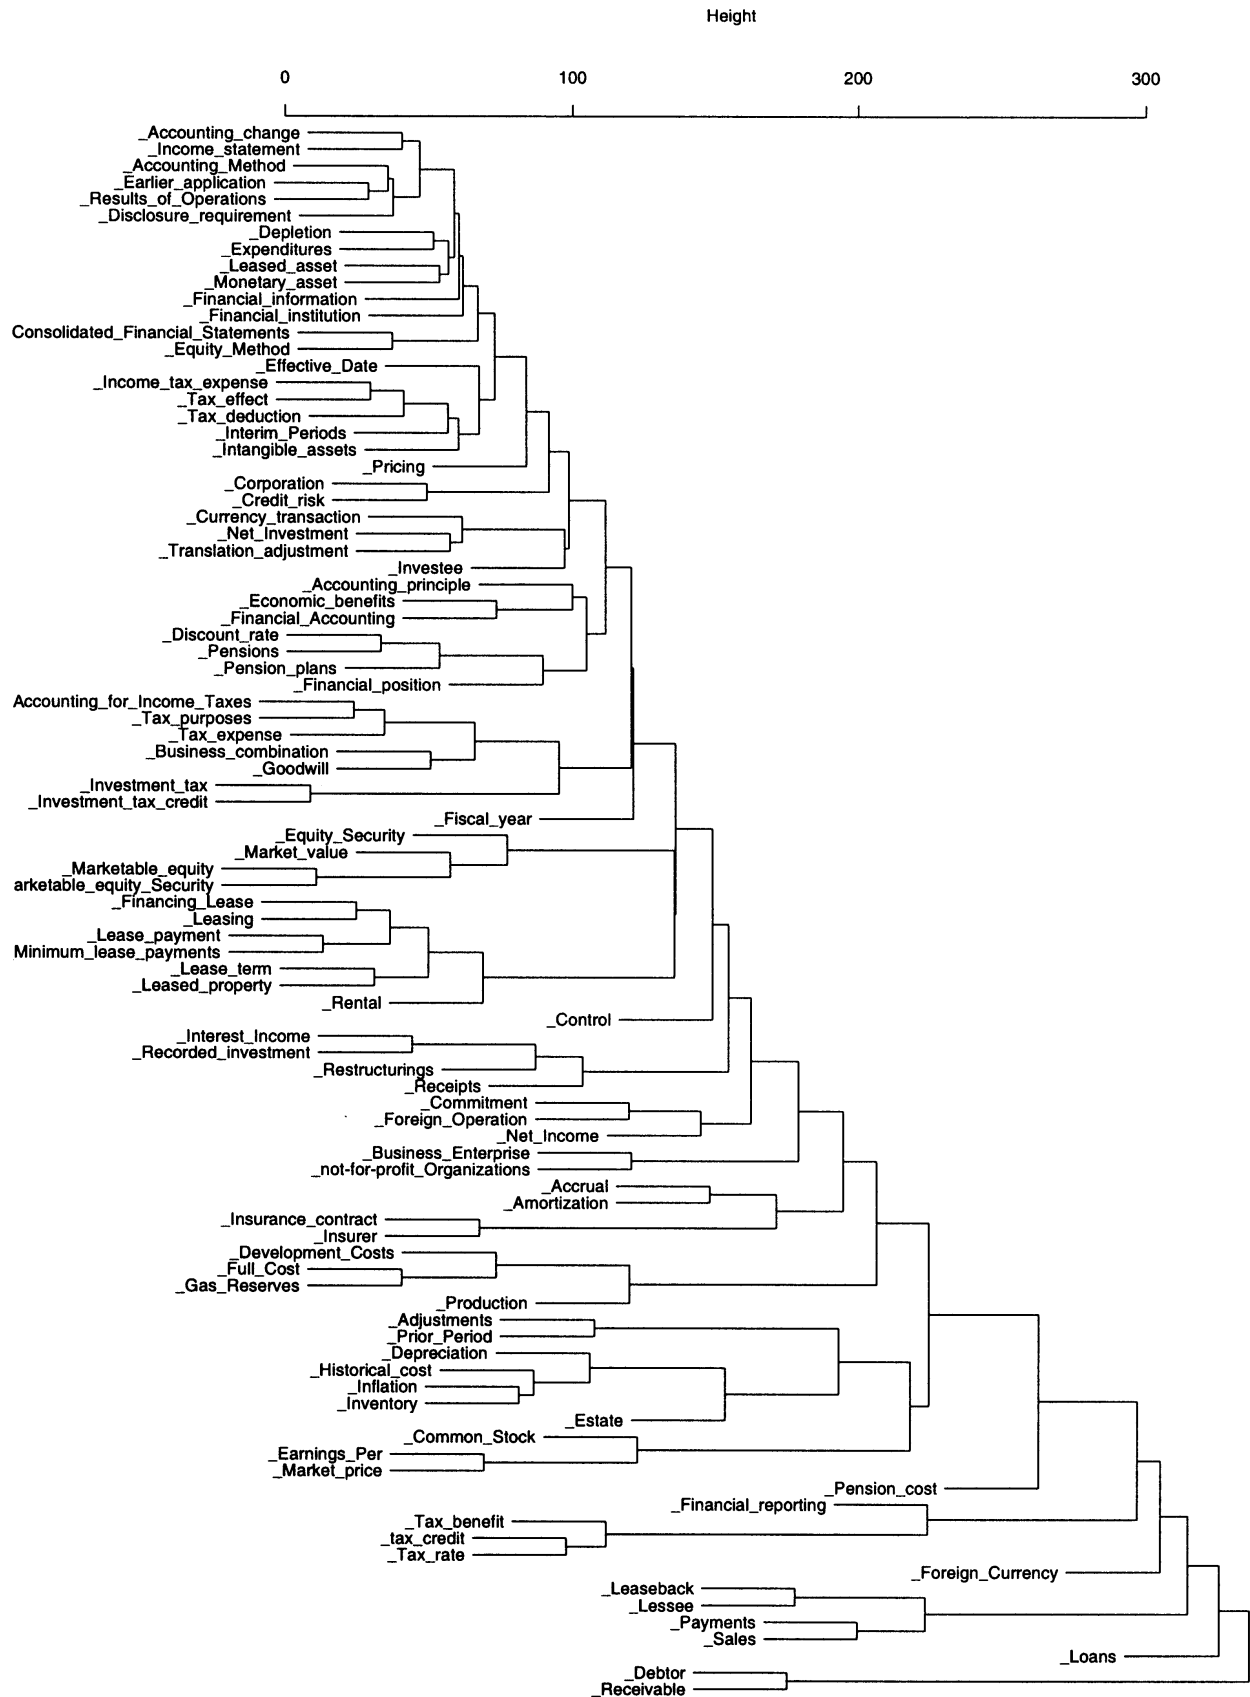 Height
0 100 200 300
_Accounting_change
_Income_statement
_Accounting_Method
_Earlier_application
_Results_of_Operations
_Disclosure_requirement
_Depletion
_Expenditures
_Leased_asset
_Monetary_asset
_Financial_information
_Financial_institution
Consolidated_Financial_Statements
_Equity_Method
_Effective_Date
_Income_tax_expense
_Tax_effect
_Tax_deduction
_Interim_Periods
_Intangible_assets
_Pricing
_Corporation
_Credit_risk
_Currency_transaction
_Net_Investment
_Translation_adjustment
_Investee
_Accounting_principle
_Economic_benefits
_Financial_Accounting
_Discount_rate
_Pensions
_Pension_plans
_Financial_position
Accounting_for_Income_Taxes
_Tax_purposes
_Tax_expense
_Business_combination
_Goodwill
_Investment_tax
_Investment_tax_credit
_Fiscal_year
_Equity_Security
_Market_value
_Marketable_equity
arketable_equity_Security
_Financing_Lease
_Leasing
_Lease_payment
Minimum_lease_payments
_Lease_term
_Leased_property
_Rental
_Control
_Interest_Income
_Recorded_investment
_Restructurings
_Receipts
_Commitment
_Foreign_Operation
_Net_Income
_Business_Enterprise
_not-for-profit_Organizations
_Accrual
_Amortization
_Insurance_contract
_Insurer
_Development_Costs
_Full_Cost
_Gas_Reserves
_Production
_Adjustments
_Prior_Period
_Depreciation
_Historical_cost
_Inflation
_Inventory
_Estate
_Common_Stock
_Earnings_Per
_Market_price
_Pension_cost
_Financial_reporting
_Tax_benefit
_tax_credit
_Tax_rate
_Foreign_Currency
_Leaseback
_Lessee
_Payments
_Sales
_Loans
_Debtor
_Receivable